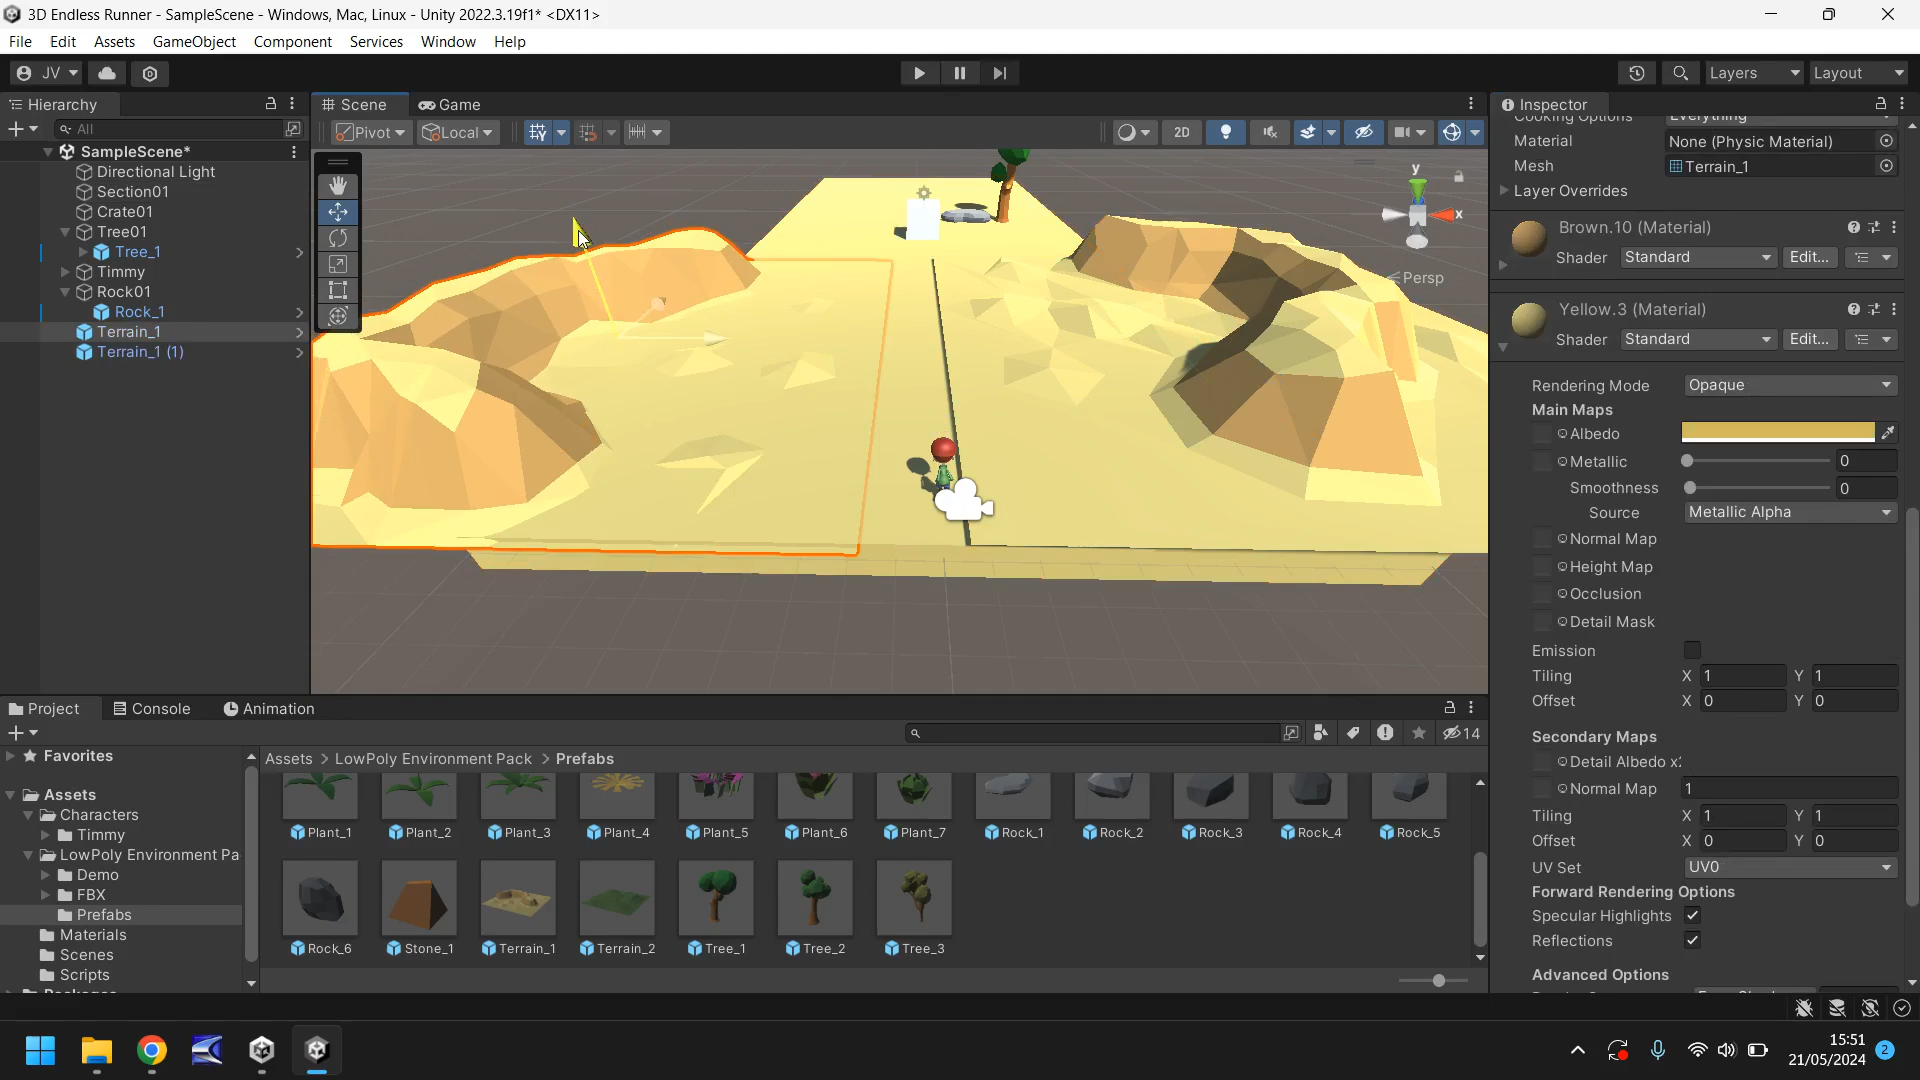 3D Endless Runner - SampleScene - Windows, Mac, Linux - Unity 2022.3.19f1* <DX11>
File Edit Assets GameObject Component Services Window Help
JV Layers Layout
Hierarchy
All
SampleScene*
Directional Light
Section01
Crate01
Tree01
Tree_1
Timmy
Rock01
Rock_1
Terrain_1
Terrain_1 (1)
Scene Game
Pivot Local 2D
y
x
Persp
Inspector
Material None (Physic Material)
Mesh Terrain_1
Layer Overrides
Brown.10 (Material)
Shader Standard Edit...
Yellow.3 (Material)
Shader Standard Edit...
Rendering Mode Opaque
Main Maps
Albedo
Metallic 0
Smoothness 0
Source Metallic Alpha
Normal Map
Height Map
Occlusion
Detail Mask
Emission
Tiling X 1 Y 1
Offset X 0 Y 0
Secondary Maps
Detail Albedo x2
Normal Map 1
Tiling X 1 Y 1
Offset X 0 Y 0
UV Set UV0
Forward Rendering Options
Specular Highlights
Reflections
Advanced Options
Project Console Animation
14
Favorites
Assets
Characters
Timmy
LowPoly Environment Pa
Demo
FBX
Prefabs
Materials
Scenes
Scripts
Assets > LowPoly Environment Pack > Prefabs
Plant_1 Plant_2 Plant_3 Plant_4 Plant_5 Plant_6 Plant_7 Rock_1 Rock_2 Rock_3 Rock_4 Rock_5
Rock_6 Stone_1 Terrain_1 Terrain_2 Tree_1 Tree_2 Tree_3
15:51
21/05/2024
2